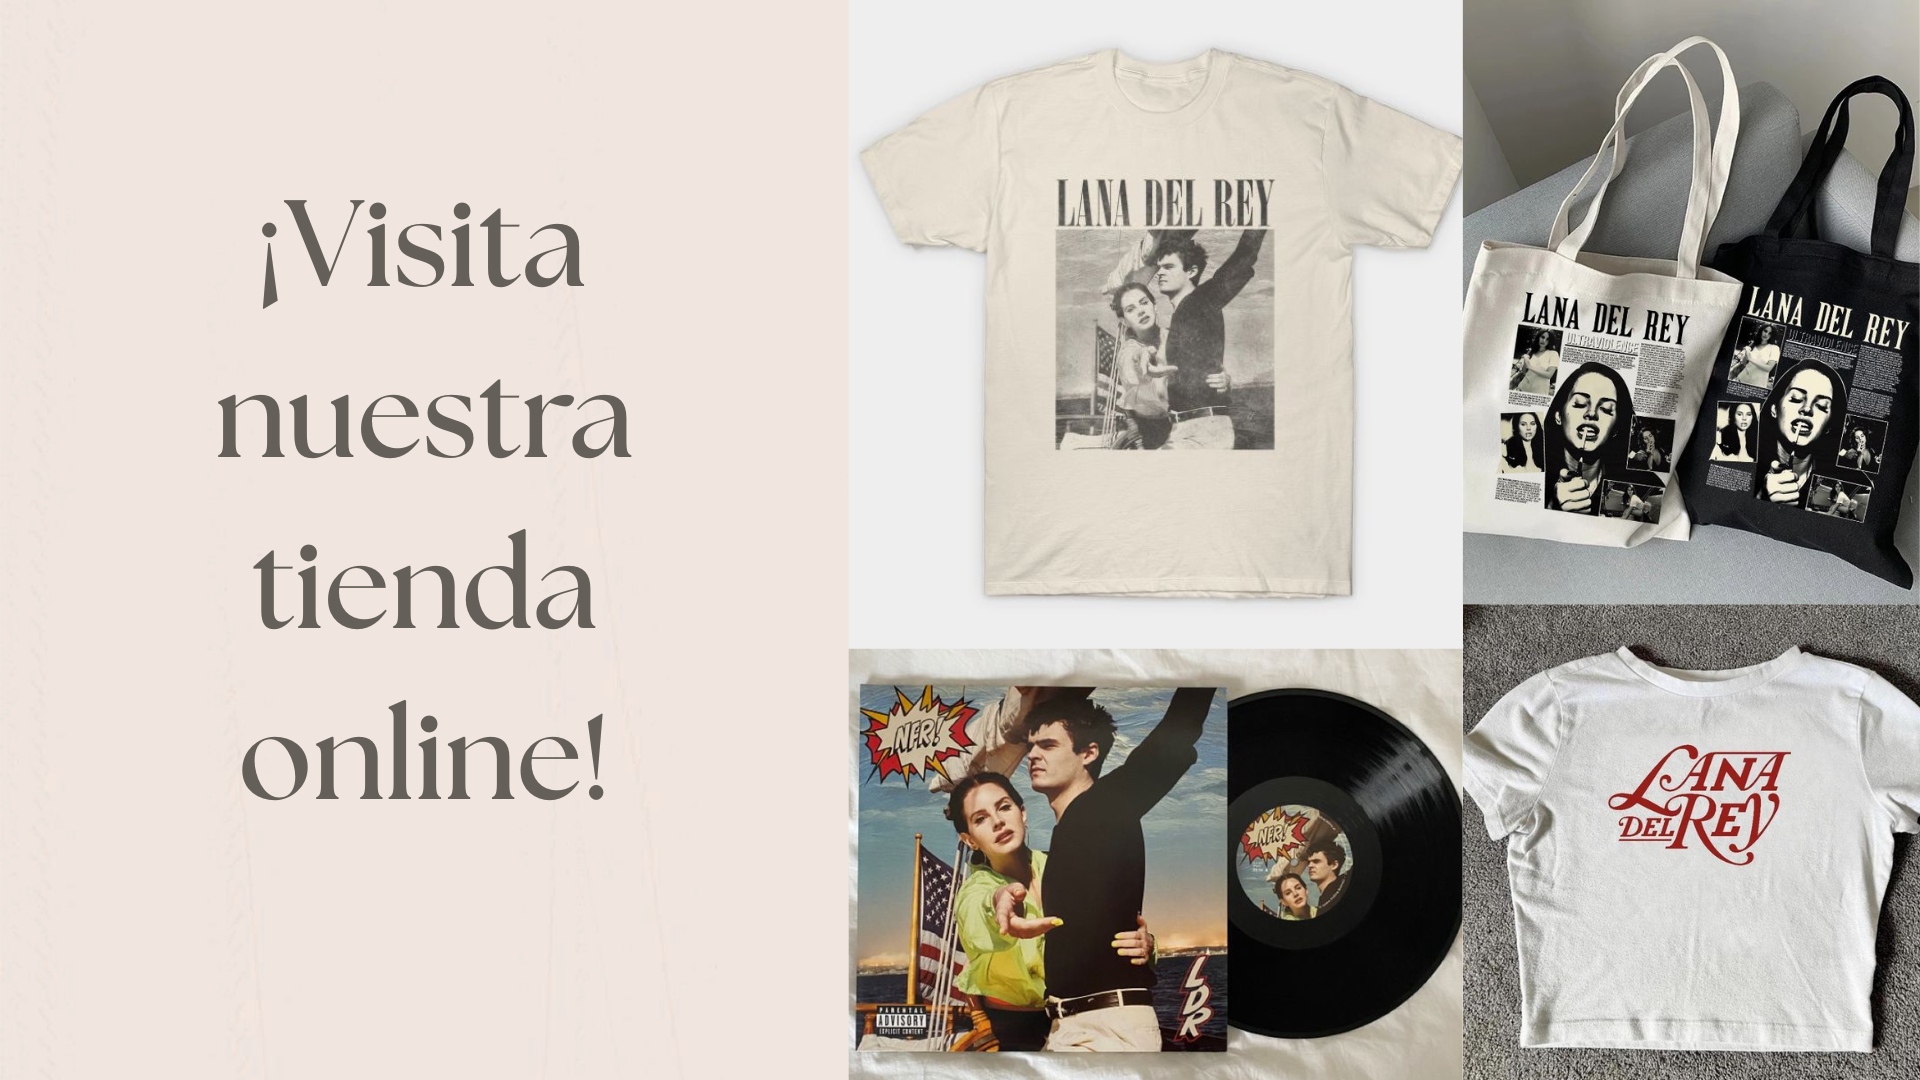 ¡Visita
nuestra
tienda
online!
LANA DEL REY
LANA DEL REY
ULTRAVIOLENCE
LANA DEL REY
ULTRAVIOLENCE
NFR!
LDR
PARENTAL
ADVISORY
EXPLICIT CONTENT
NFR!
LANA
DEL REY